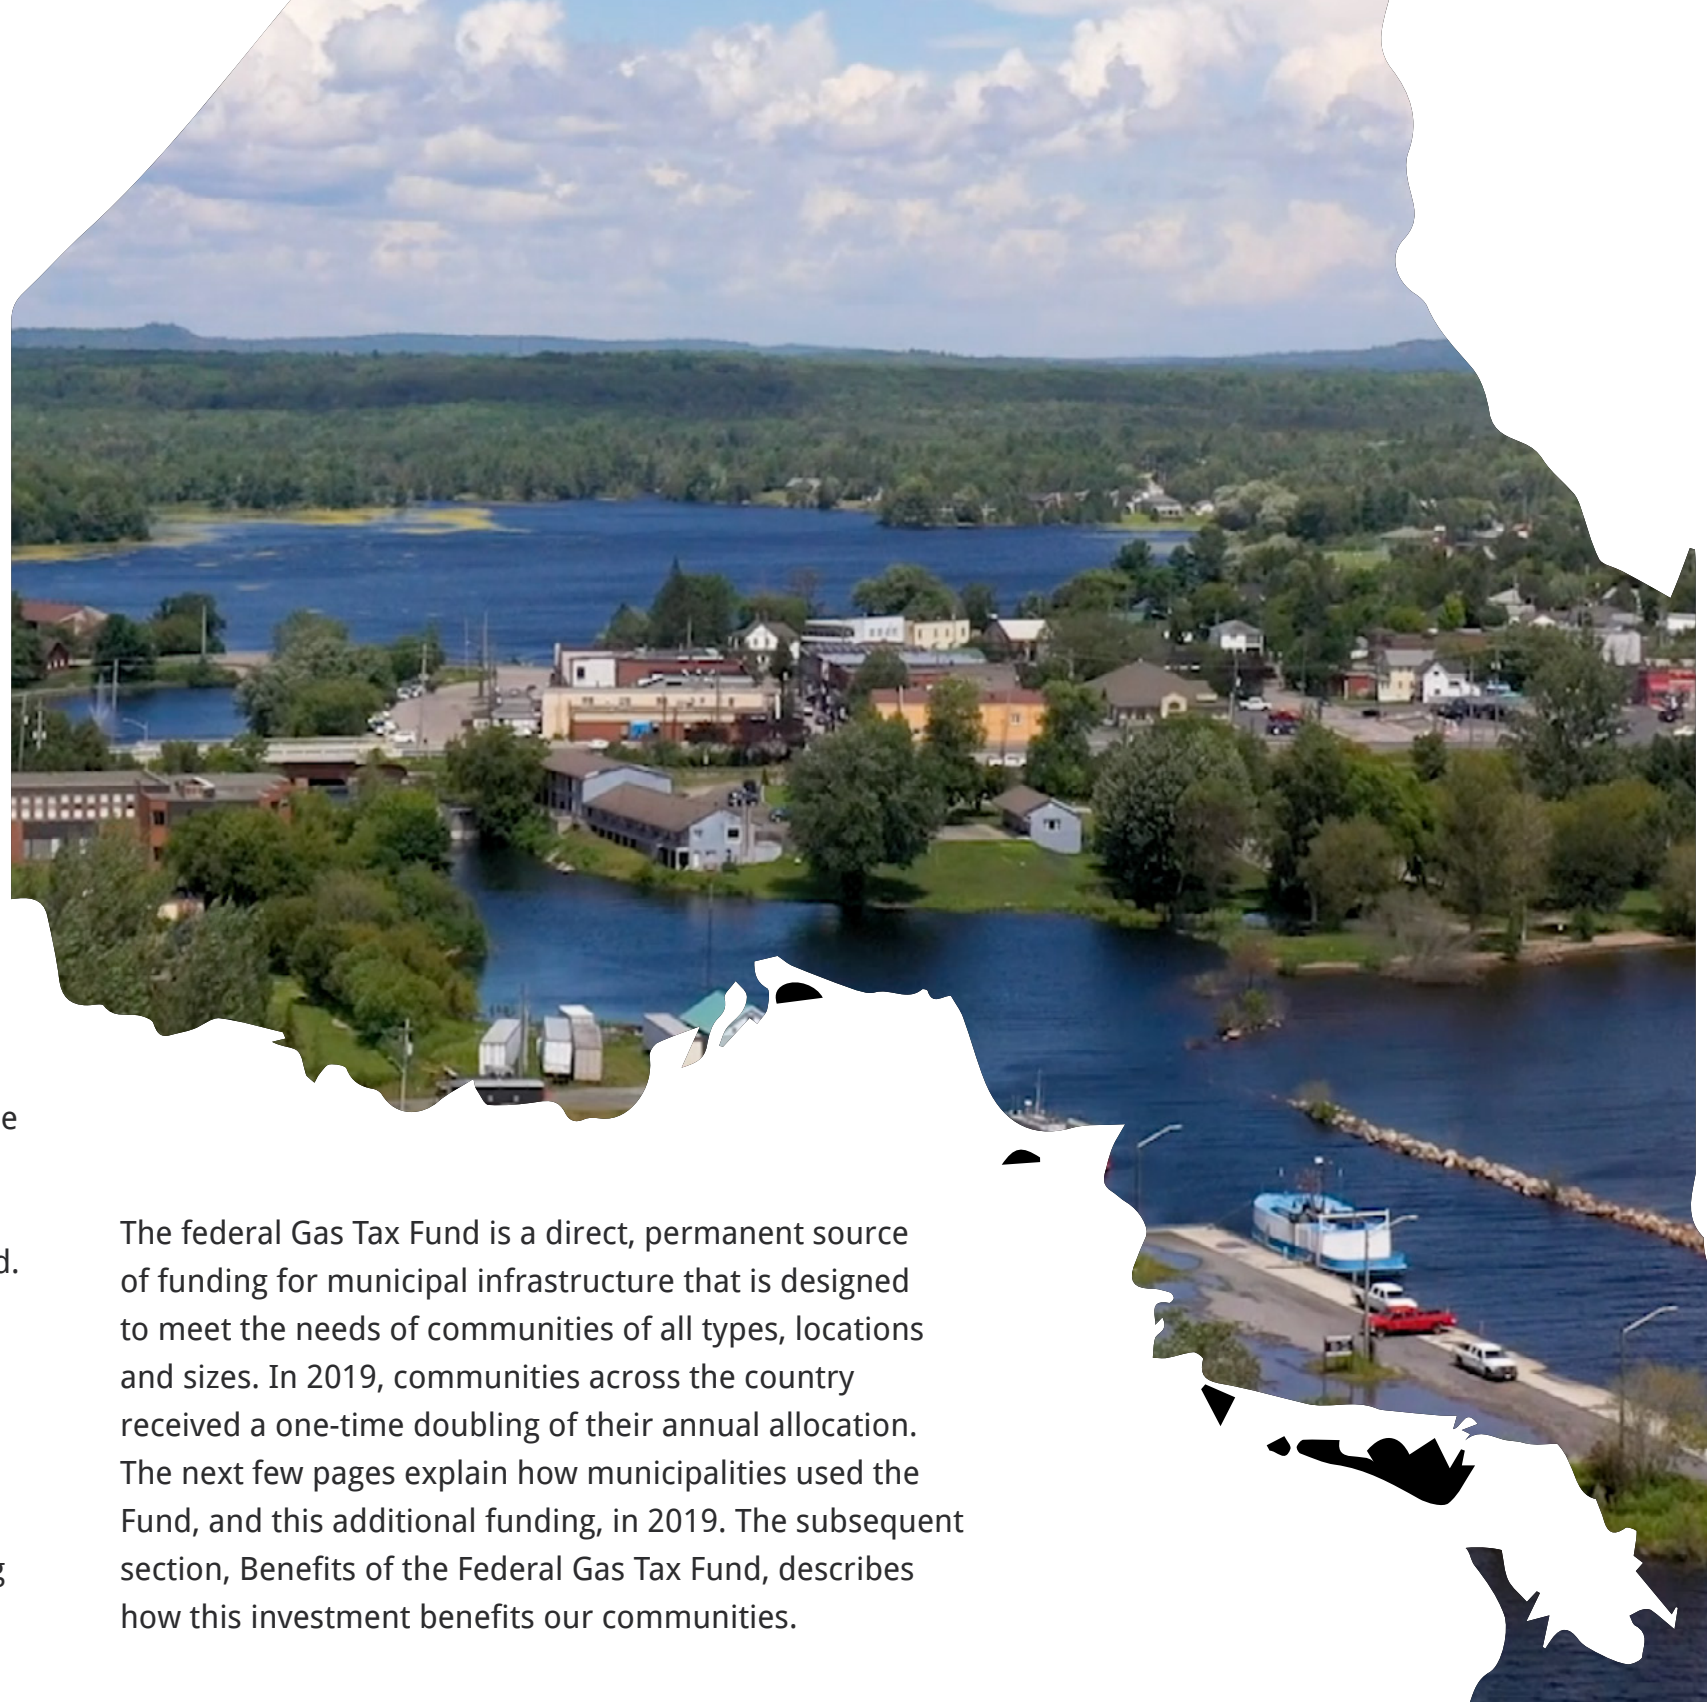 e
d.
g
The federal Gas Tax Fund is a direct, permanent source
of funding for municipal infrastructure that is designed
to meet the needs of communities of all types, locations
and sizes. In 2019, communities across the country
received a one-time doubling of their annual allocation.
The next few pages explain how municipalities used the
Fund, and this additional funding, in 2019. The subsequent
section, Benefits of the Federal Gas Tax Fund, describes
how this investment benefits our communities.